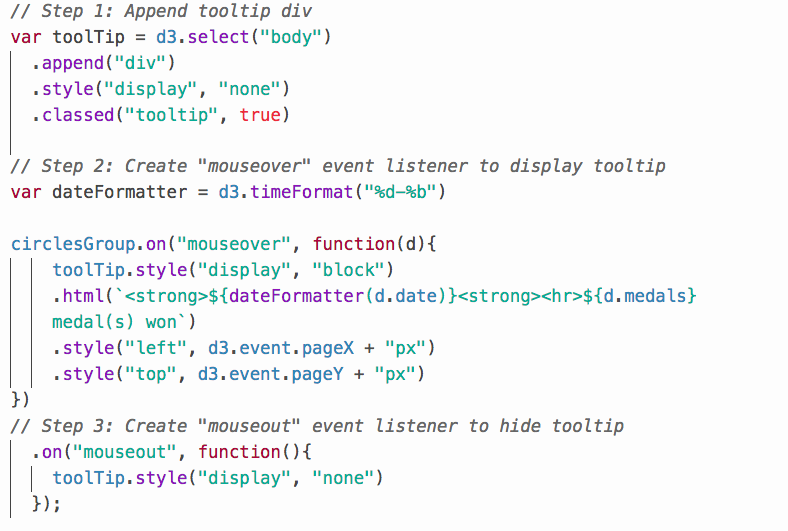 // Step 1: Append tooltip div
var toolTip = d3.select("body")
  .append("div")
  .style("display", "none")
  .classed("tooltip", true)

// Step 2: Create "mouseover" event listener to display tooltip
var dateFormatter = d3.timeFormat("%d-%b")

circlesGroup.on("mouseover", function(d){
    toolTip.style("display", "block")
    .html(`<strong>${dateFormatter(d.date)}<strong><hr>${d.medals}
    medal(s) won`)
    .style("left", d3.event.pageX + "px")
    .style("top", d3.event.pageY + "px")
})
// Step 3: Create "mouseout" event listener to hide tooltip
  .on("mouseout", function(){
    toolTip.style("display", "none")
  });